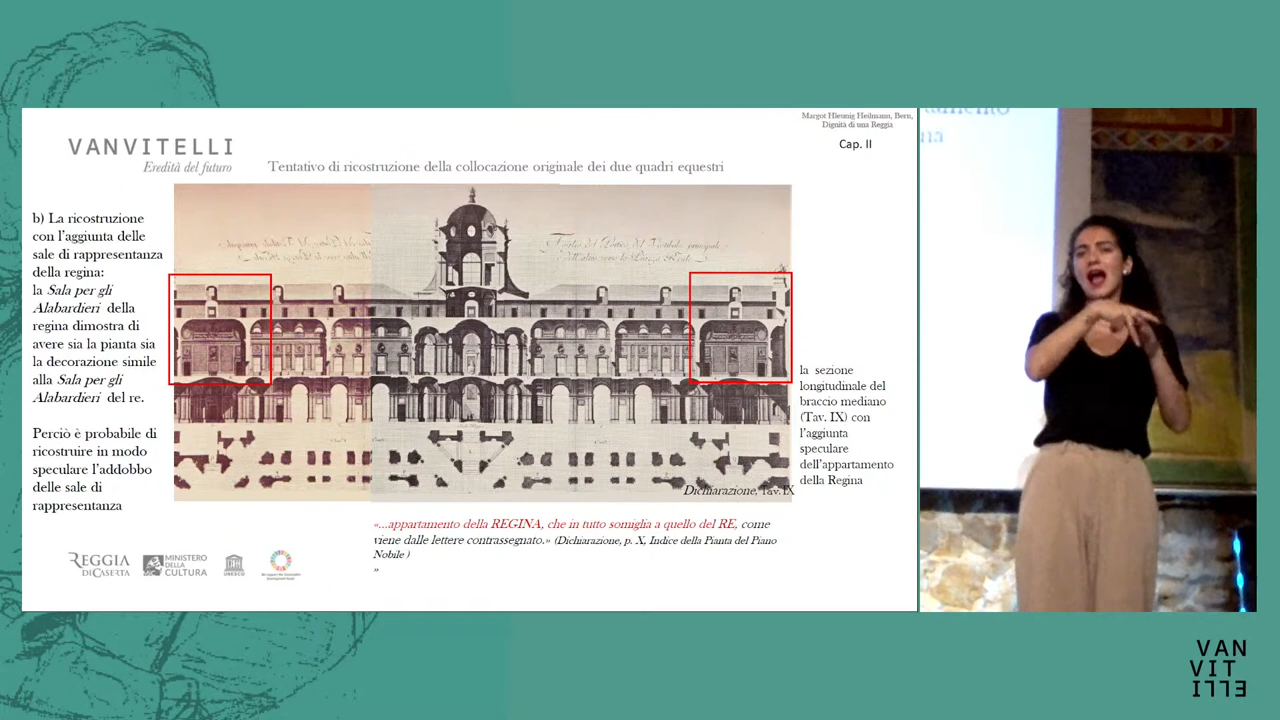 Margot Hleunig Heilmann, Bern,
Dignità di una Reggia
Cap. II
VANVITELLI
Eredità del futuro
Tentativo di ricostruzione della collocazione originale dei due quadri equestri
b) La ricostruzione
con l'aggiunta delle
sale di rappresentanza
della regina:
la Sala per gli
Alabardieri della
regina dimostra di
avere sia la pianta sia
la decorazione simile
alla Sala per gli
Alabardieri del re.
Perciò è probabile di
ricostruire in modo
speculare l'addobbo
delle sale di
rappresentanza
la sezione
longitudinale del
braccio mediano
(Tav. IX) con
l'aggiunta
speculare
dell'appartamento
della Regina
Dichiarazione, Tav.IX
«...appartamento della REGINA, che in tutto somiglia a quello del RE, come
viene dalle lettere contrassegnato.» (Dichiarazione, p. X, Indice della Pianta del Piano
Nobile )
»
REGGIA
DI CASERTA
MINISTERO
DELLA
CULTURA
UNESCO
VAN
VIT
ELLI